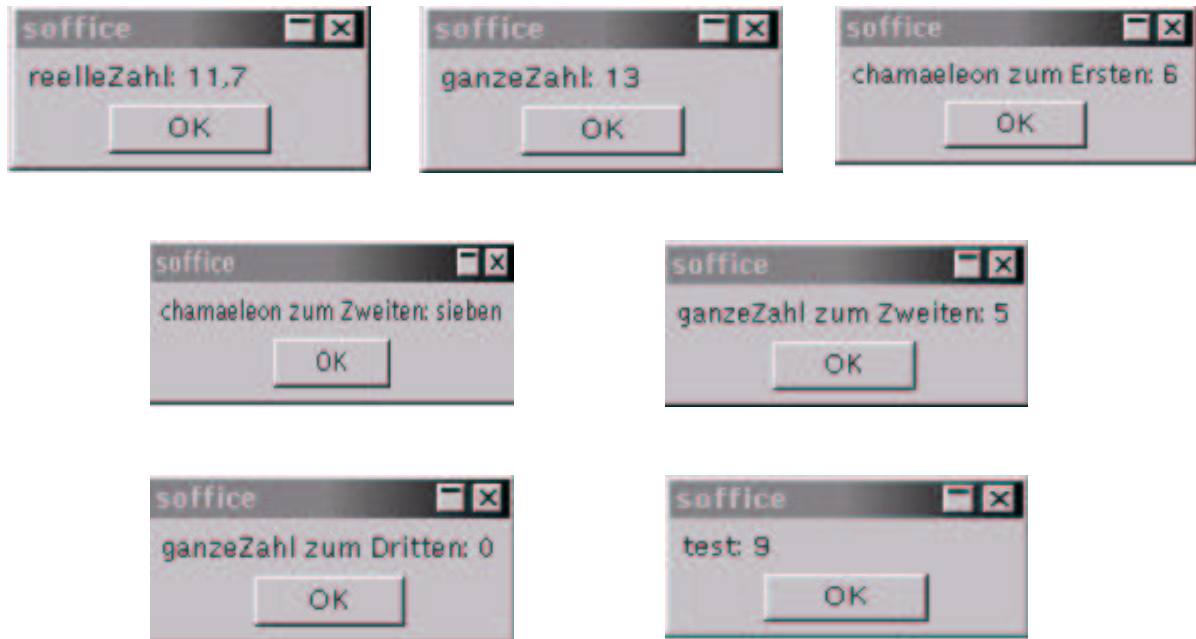 soffice
reelleZahl: 11,7
OK
soffice
ganzeZahl: 13
OK
soffice
chamaeleon zum Ersten: 6
OK
soffice
chamaeleon zum Zweiten: sieben
OK
soffice
ganzeZahl zum Zweiten: 5
OK
soffice
ganzeZahl zum Dritten: 0
OK
soffice
test: 9
OK